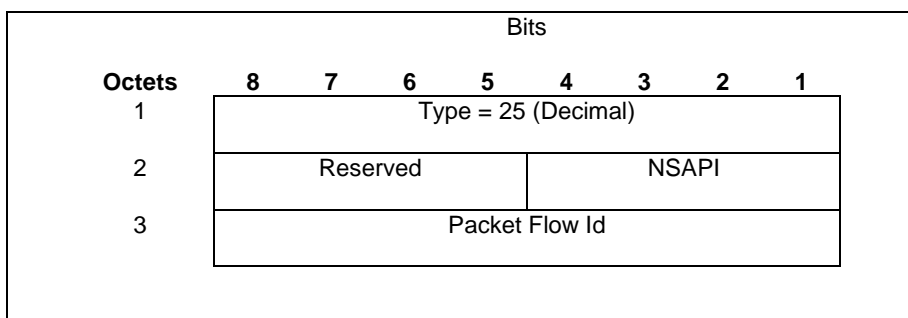 Bits
Octets 8 7 6 5 4 3 2 1
1 Type = 25 (Decimal)
2 Reserved NSAPI
3 Packet Flow Id